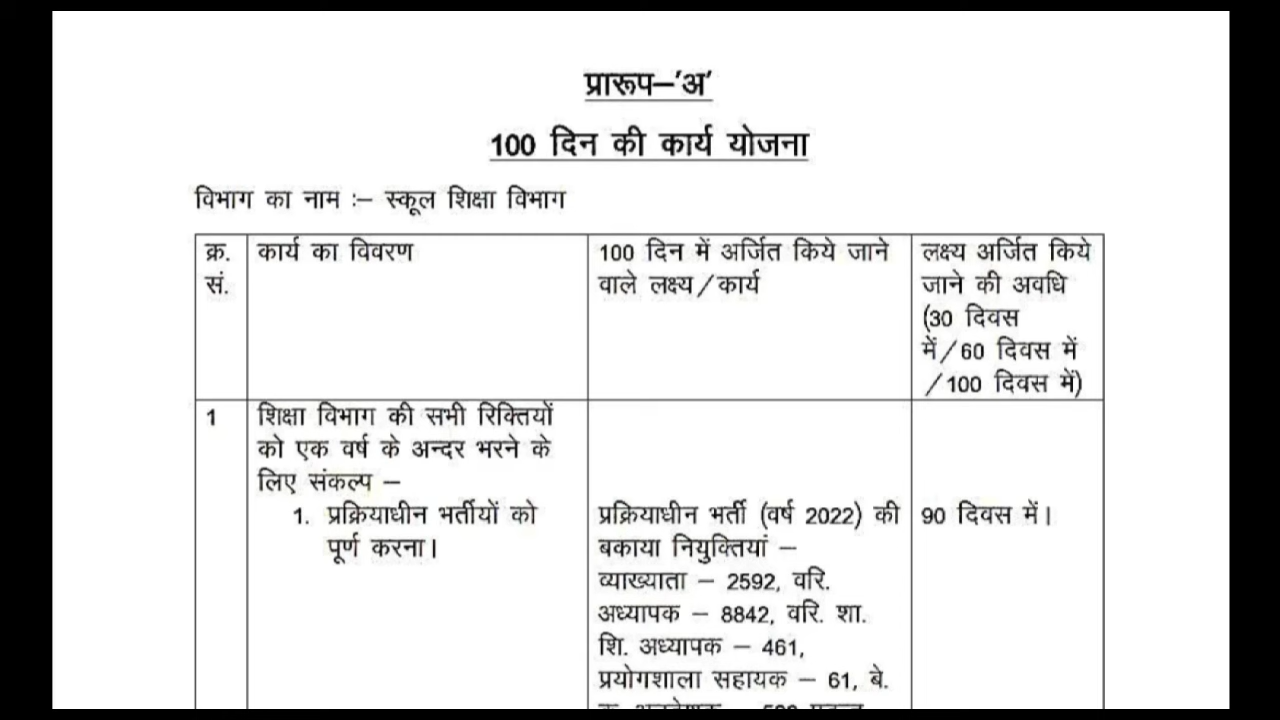 प्रारूप–'अ'
100 दिन की कार्य योजना
विभाग का नाम :– स्कूल शिक्षा विभाग
क्र. सं.
कार्य का विवरण
100 दिन में अर्जित किये जाने
वाले लक्ष्य/कार्य
लक्ष्य अर्जित किये
जाने की अवधि
(30 दिवस
में/60 दिवस में
/100 दिवस में)
1
शिक्षा विभाग की सभी रिक्तियों
को एक वर्ष के अन्दर भरने के
लिए संकल्प –
1. प्रक्रियाधीन भर्तीयों को
पूर्ण करना।
प्रक्रियाधीन भर्ती (वर्ष 2022) की
बकाया नियुक्तियां –
व्याख्याता – 2592, वरि.
अध्यापक – 8842, वरि. शा.
शि. अध्यापक – 461,
प्रयोगशाला सहायक – 61, बे.
90 दिवस में।